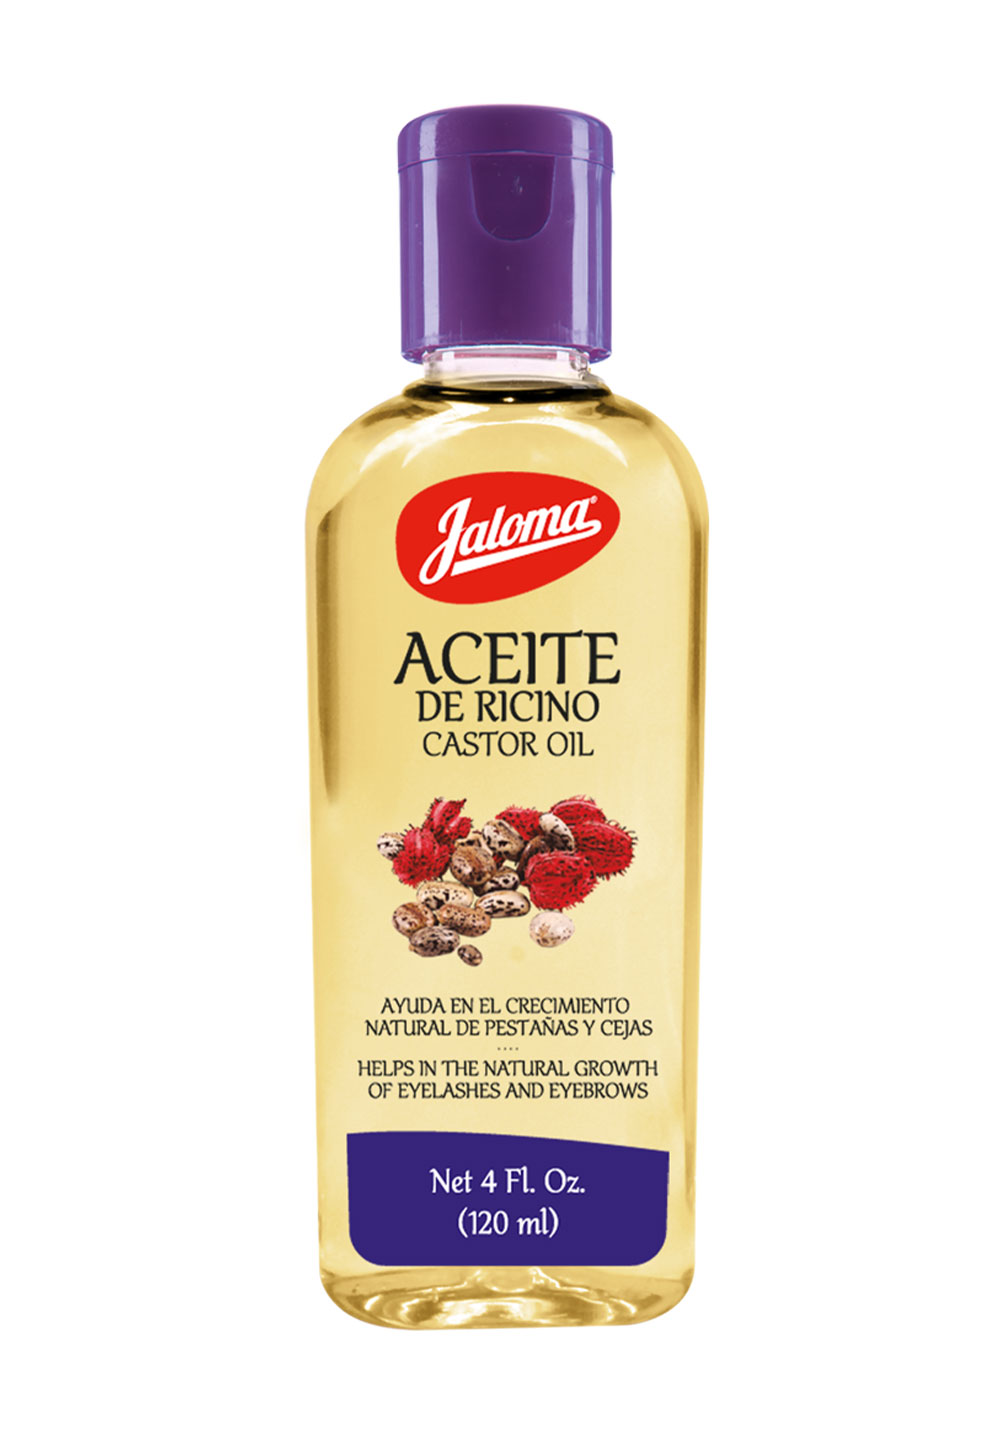 Jaloma®
ACEITE
DE RICINO
CASTOR OIL
AYUDA EN EL CRECIMIENTO
NATURAL DE PESTAÑAS Y CEJAS
....
HELPS IN THE NATURAL GROWTH
OF EYELASHES AND EYEBROWS
Net 4 Fl. Oz.
(120 ml)